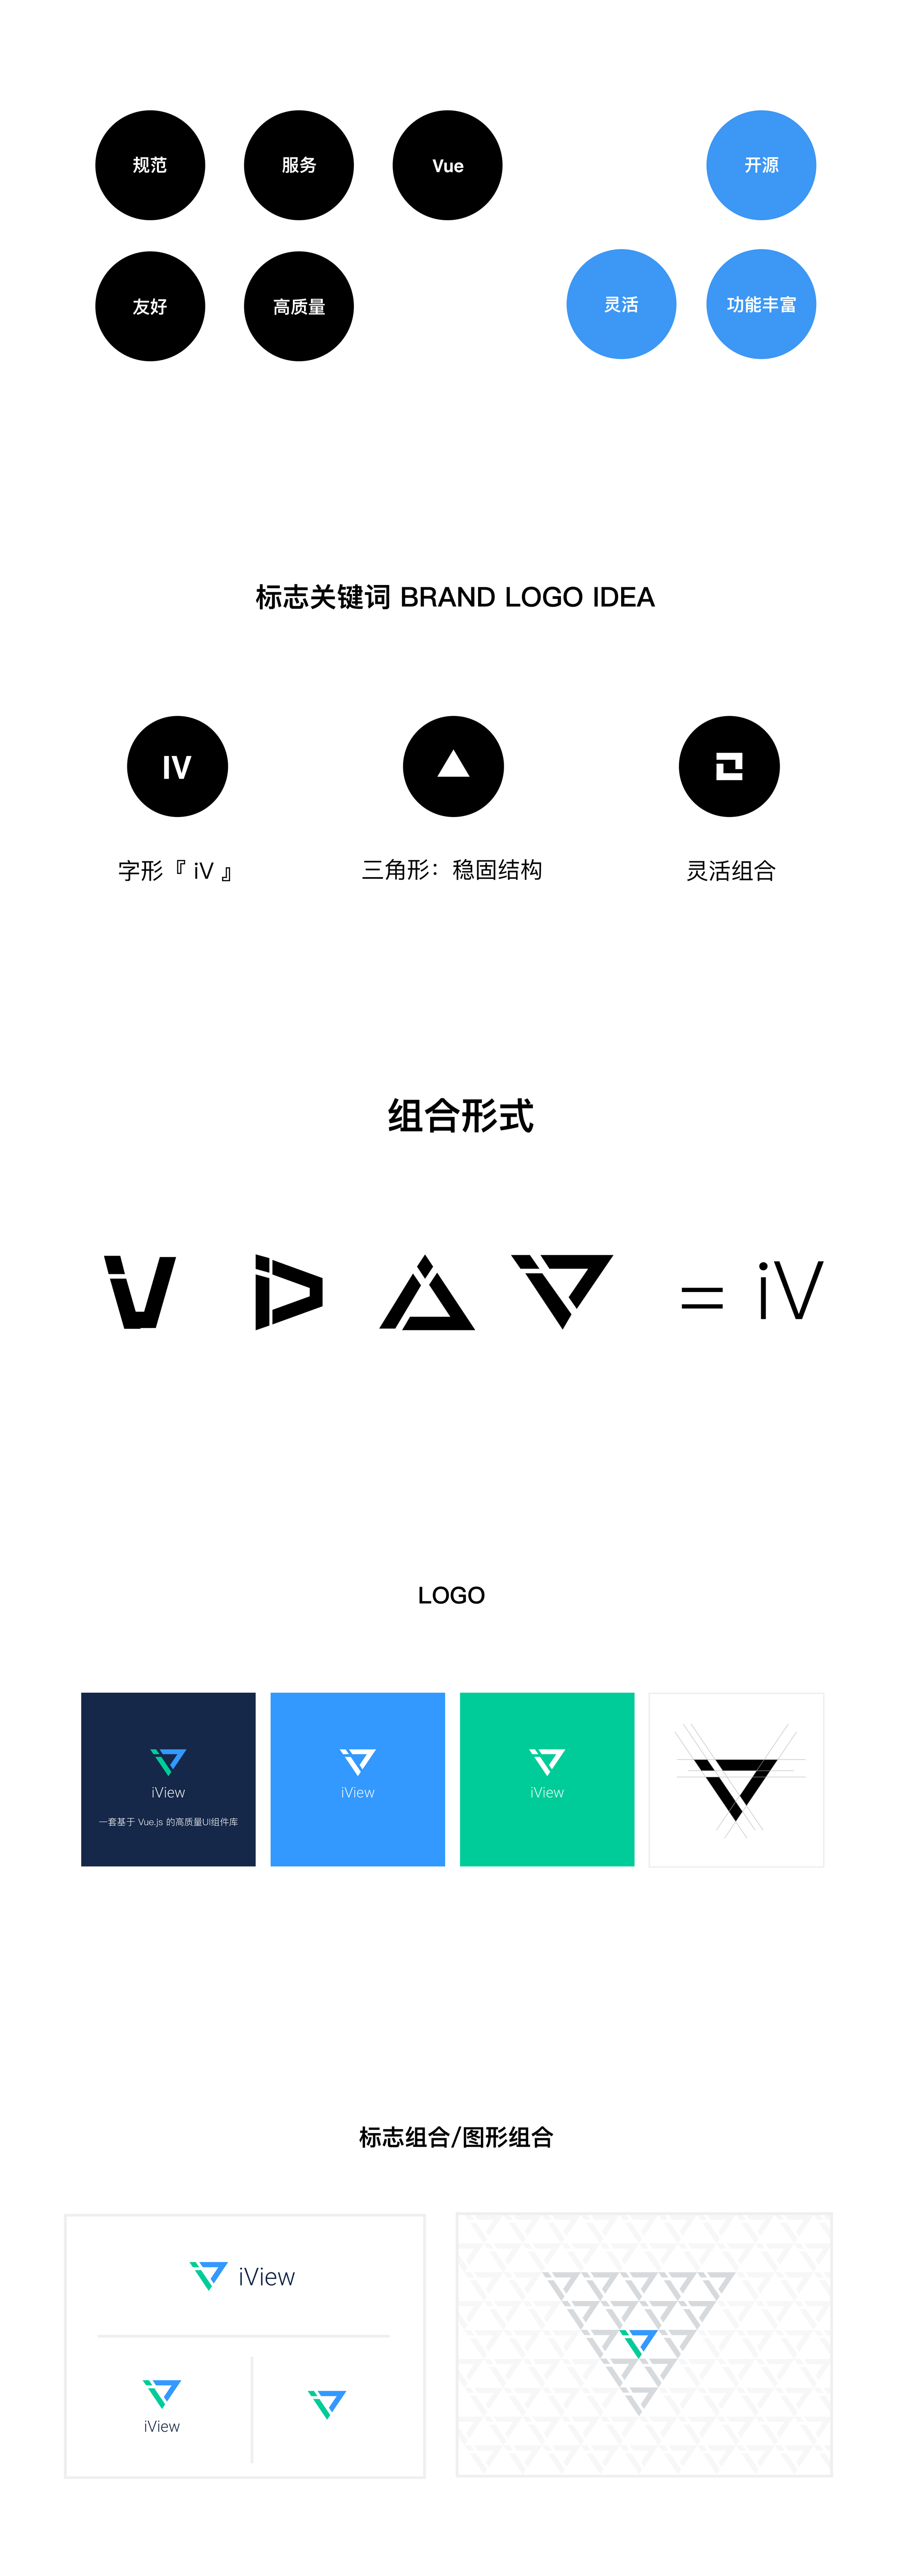 规范 服务 Vue 开源
友好 高质量 灵活 功能丰富
标志关键词 BRAND LOGO IDEA
IV
字形『 iV 』 三角形：稳固结构 灵活组合
组合形式
= iV
LOGO
iView iView iView
一套基于 Vue.js 的高质量UI组件库
标志组合/图形组合
iView
iView